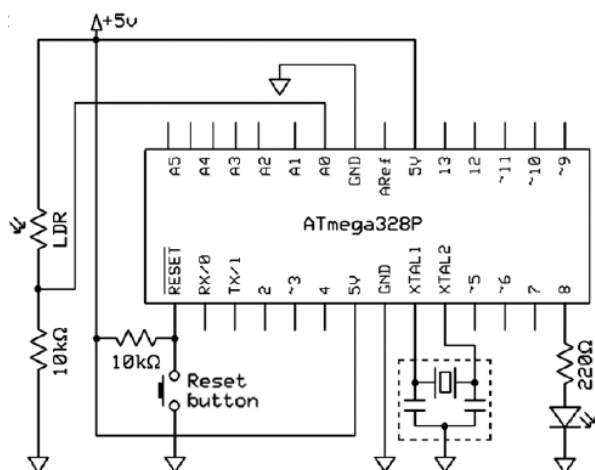 +5v
A5
A4
A3
A2
A1
A0
GND
ARef
5V
13
12
~11
~10
~9
LDR
ATmega328P
RESET
RX/0
TX/1
2
~3
4
5V
GND
XTAL1
XTAL2
~5
~6
7
8
10kΩ
10kΩ
Reset
button
220Ω